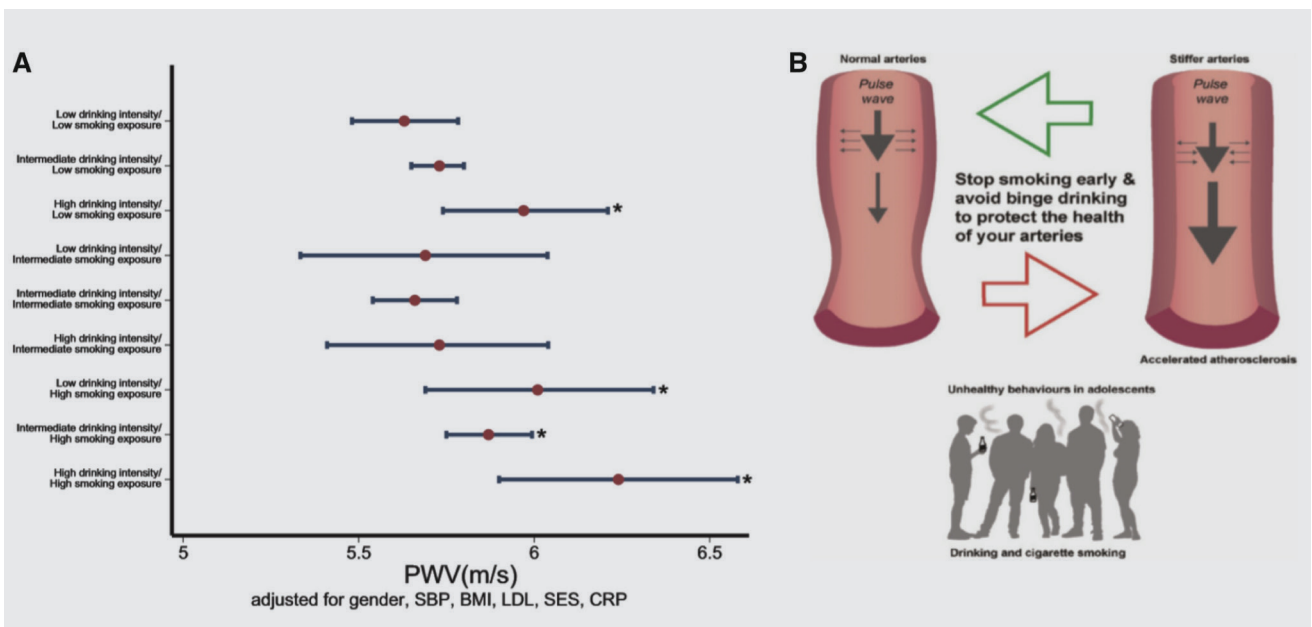 A
Low drinking intensity/
Low smoking exposure
Intermediate drinking intensity/
Low smoking exposure
High drinking intensity/
Low smoking exposure
*
Low drinking intensity/
Intermediate smoking exposure
Intermediate drinking intensity/
Intermediate smoking exposure
High drinking intensity/
Intermediate smoking exposure
Low drinking intensity/
High smoking exposure
*
Intermediate drinking intensity/
High smoking exposure
*
High drinking intensity/
High smoking exposure
*
5
5.5
6
6.5
PWV(m/s)
adjusted for gender, SBP, BMI, LDL, SES, CRP
B
Normal arteries
Pulse
wave
Stiffer arteries
Pulse
wave
Stop smoking early &
avoid binge drinking
to protect the health
of your arteries
Accelerated atherosclerosis
Unhealthy behaviours in adolescents
Drinking and cigarette smoking